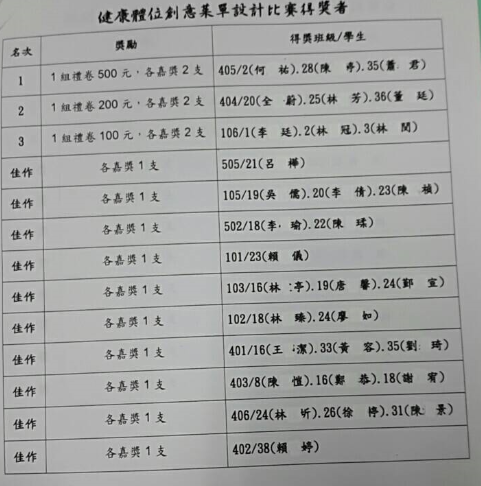 健康體位創意菜單設計比賽得獎者
名次 獎勵 得獎班級/學生
1 1組禮卷500元,各嘉獎2支 405/2(何 祐).28(陳 婷).35(蕭 君)
2 1組禮卷200元,各嘉獎2支 404/20(全 蔚).25(林 芳).36(董 廷)
3 1組禮卷100元,各嘉獎2支 106/1(李 廷).2(林 冠).3(林 閔)
佳作 各嘉獎1支 505/21(呂 樺)
佳作 各嘉獎1支 105/19(吳 儒).20(李 倩).23(陳 楨)
佳作 各嘉獎1支 502/18(李 瑜).22(陳 瑈)
佳作 各嘉獎1支 101/23(賴 儀)
佳作 各嘉獎1支 103/16(林 亭).19(唐 馨).24(鄞 宣)
佳作 各嘉獎1支 102/18(林 臻).24(廖 如)
佳作 各嘉獎1支 401/16(王 潔).33(黃 容).35(劉 琦)
佳作 各嘉獎1支 403/8(陳 愷).16(鄭 恭).18(謝 宥)
佳作 各嘉獎1支 406/24(林 昕).26(徐 婷).31(陳 景)
佳作 各嘉獎1支 402/38(賴 婷)